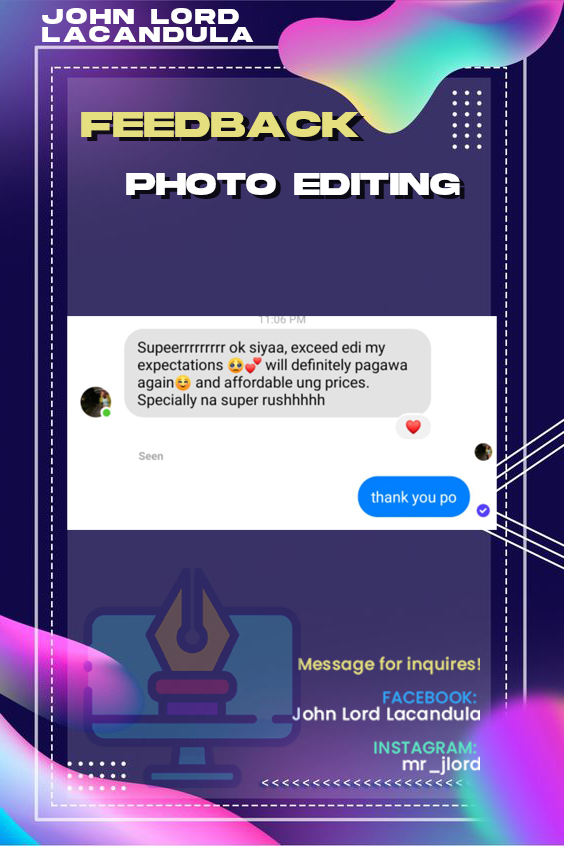 JOHN LORD
LACANDULA
FEEDBACK
PHOTO EDITING
11:06 PM
Supeerrrrrrrrr ok siyaa, exceed edi my
expectations 🥺💕 will definitely pagawa
again😊 and affordable ung prices.
Specially na super rushhhhh
Seen
thank you po
Message for inquires!
FACEBOOK:
John Lord Lacandula
INSTAGRAM:
mr_jlord
<<<<<<<<<<<<<<<<<<<<<<